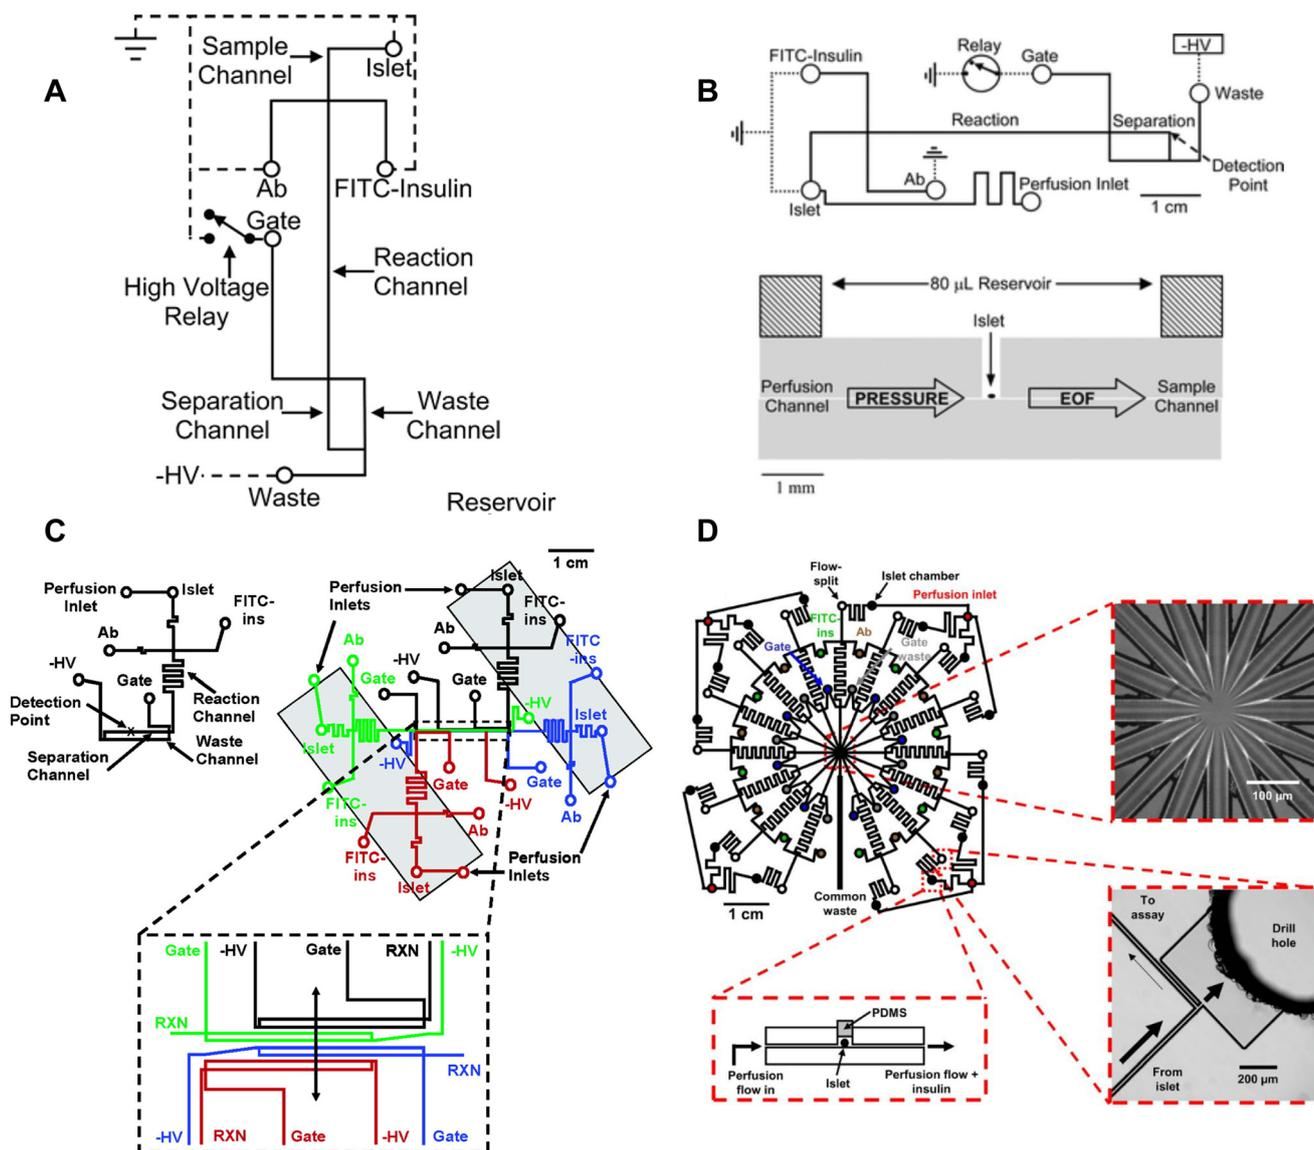 A
Sample
Channel
Islet
Ab
FITC-Insulin
Gate
High Voltage
Relay
Reaction
Channel
Separation
Channel
Waste
Channel
-HV
Waste
Reservoir
B
FITC-Insulin
Relay
Gate
-HV
Waste
Reaction
Separation
Detection
Point
Ab
Perfusion Inlet
Islet
1 cm
80 µL Reservoir
Islet
Perfusion
Channel
PRESSURE
EOF
Sample
Channel
1 mm
C
1 cm
Perfusion
Inlet
Islet
FITC-
ins
Ab
-HV
Gate
Detection
Point
Reaction
Channel
Separation
Channel
Waste
Channel
Perfusion
Inlets
Islet
FITC-
ins
Ab
Ab
Gate
-HV
Gate
FITC
-ins
-HV
Islet
Islet
-HV
FITC-
ins
Gate
Gate
-HV
Ab
Ab
FITC-
ins
Islet
Perfusion
Inlets
Gate
-HV
Gate
RXN
-HV
RXN
RXN
-HV
RXN
Gate
-HV
Gate
D
Flow-
split
Islet chamber
Perfusion inlet
FITC-
ins
Ab
Gate
Gate
waste
Common
waste
1 cm
100 µm
To
assay
Drill
hole
From
islet
200 µm
PDMS
Perfusion
flow in
Islet
Perfusion flow +
insulin